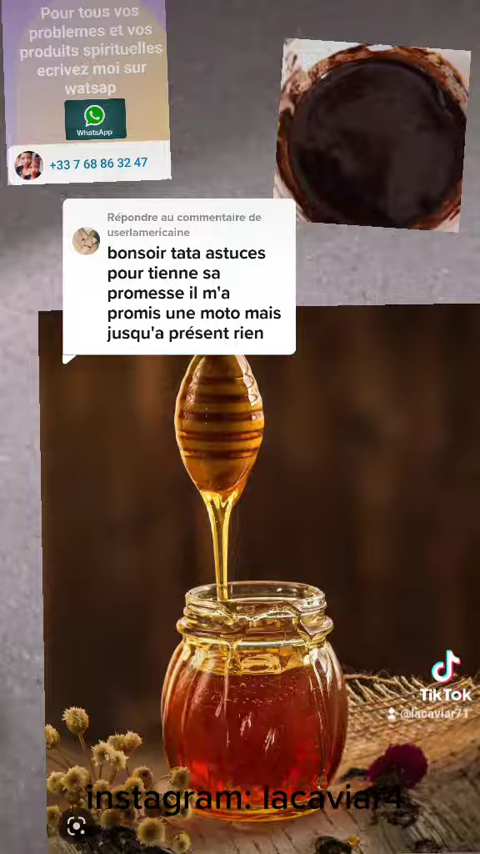 Pour tous vos
problemes et vos
produits spirituelles
ecrivez moi sur
watsap
WhatsApp
+33 7 68 86 32 47
Répondre au commentaire de
userlamericaine
bonsoir tata astuces
pour tienne sa
promesse il m'a
promis une moto mais
jusqu'a présent rien
TikTok
@lacaviar71
instagram: lacaviar4